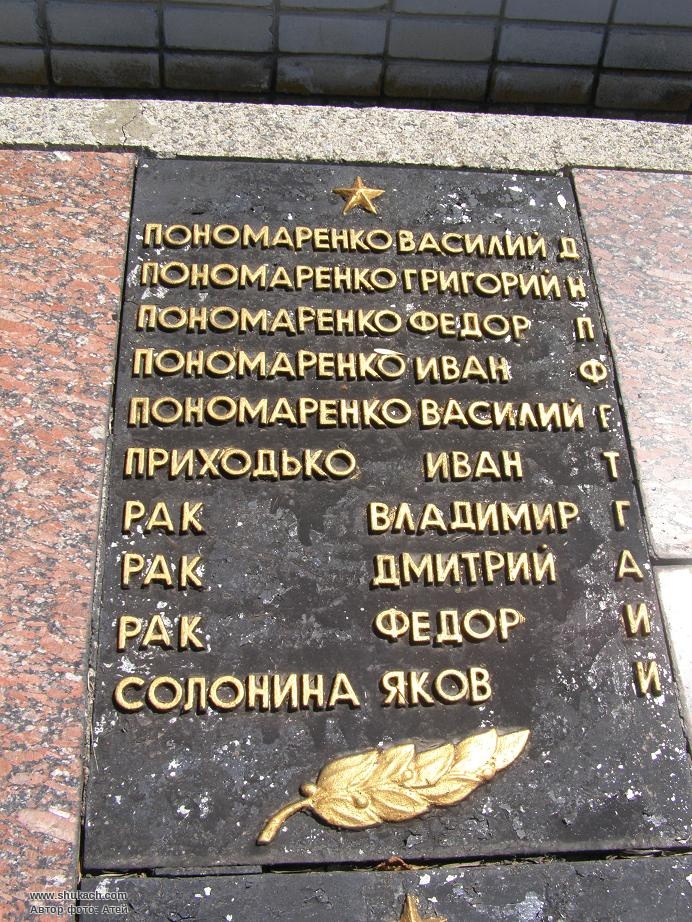 ПОНОМАРЕНКО ВАСИЛИЙ Д
ПОНОМАРЕНКО ГРИГОРИЙ Н
ПОНОМАРЕНКО ФЕДОР П
ПОНОМАРЕНКО ИВАН Ф
ПОНОМАРЕНКО ВАСИЛИЙ Г
ПРИХОДЬКО ИВАН Т
РАК ВЛАДИМИР Г
РАК ДМИТРИЙ А
РАК ФЕДОР И
СОЛОНИНА ЯКОВ И
www.shukach.com
Автор фото: Атей